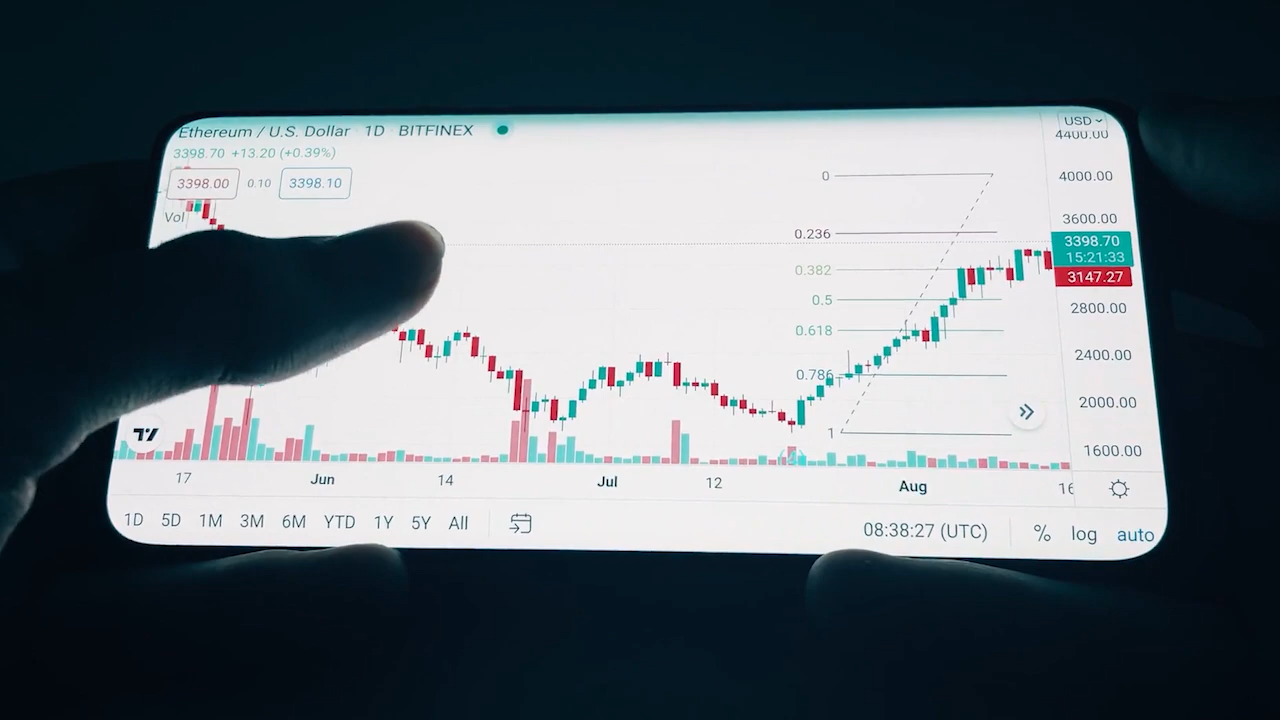 Ethereum / U.S. Dollar 1D BITFINEX
USD
4400.00
3398.70 +13.20 (+0.39%)
3398.00 0.10 3398.10
Vol
0
0.236
0.382
0.5
0.618
0.786
1
4000.00
3600.00
3398.70
15:21:33
3147.27
2800.00
2400.00
2000.00
1600.00
17 Jun 14 Jul 12 Aug 16
1D 5D 1M 3M 6M YTD 1Y 5Y All
08:38:27 (UTC) % log auto